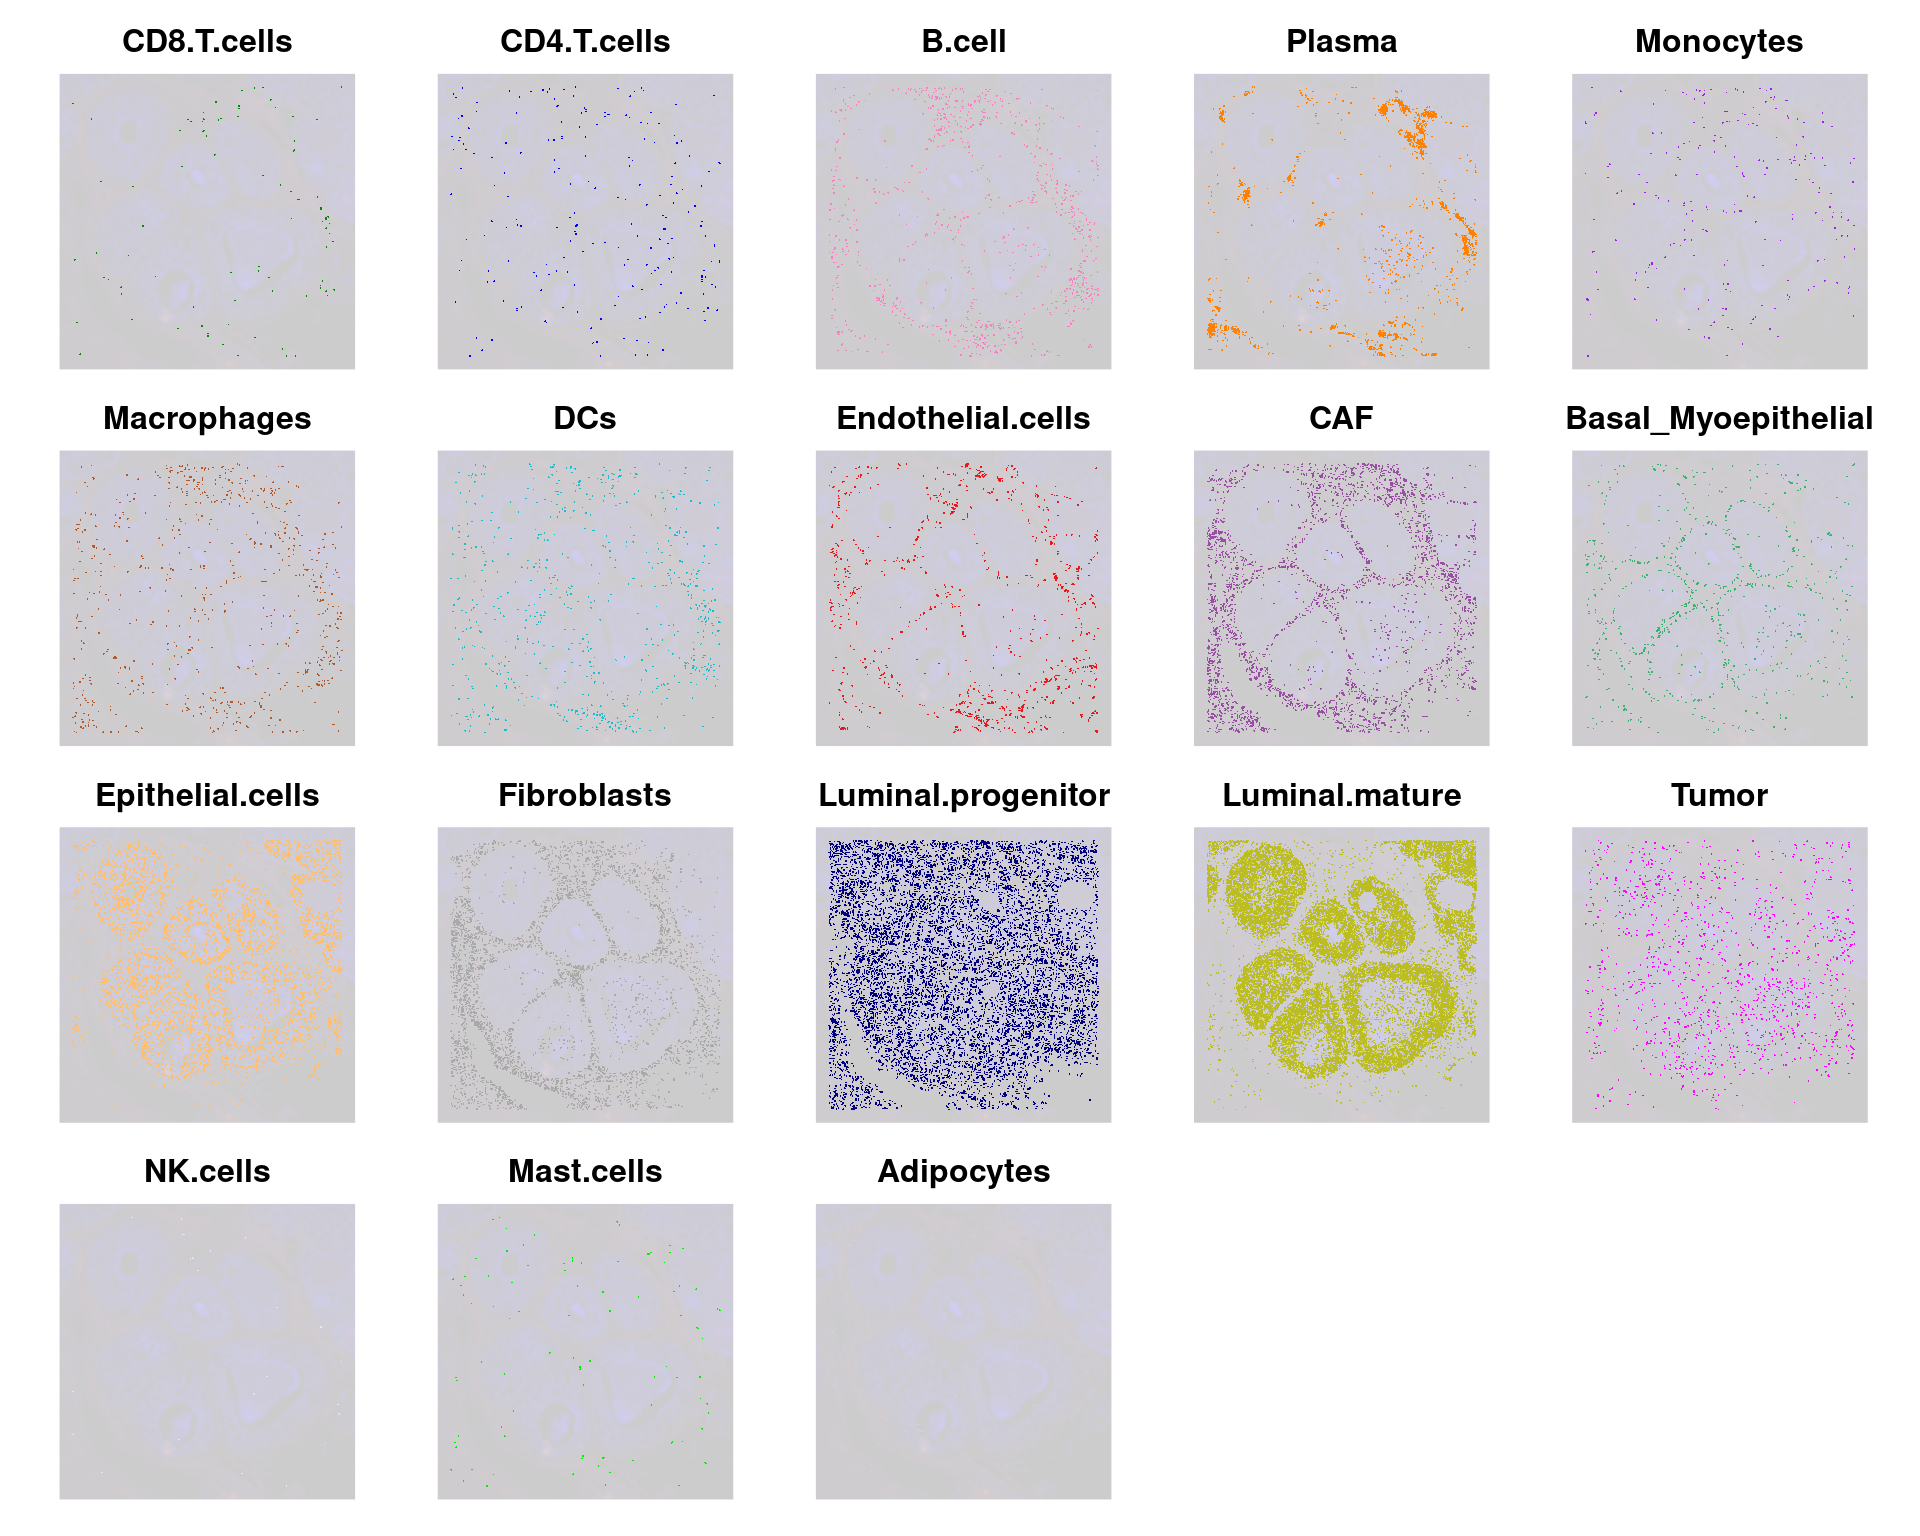 CD8.T.cells CD4.T.cells B.cell Plasma Monocytes
Macrophages DCs Endothelial.cells CAF Basal_Myoepithelial
Epithelial.cells Fibroblasts Luminal.progenitor Luminal.mature Tumor
NK.cells Mast.cells Adipocytes